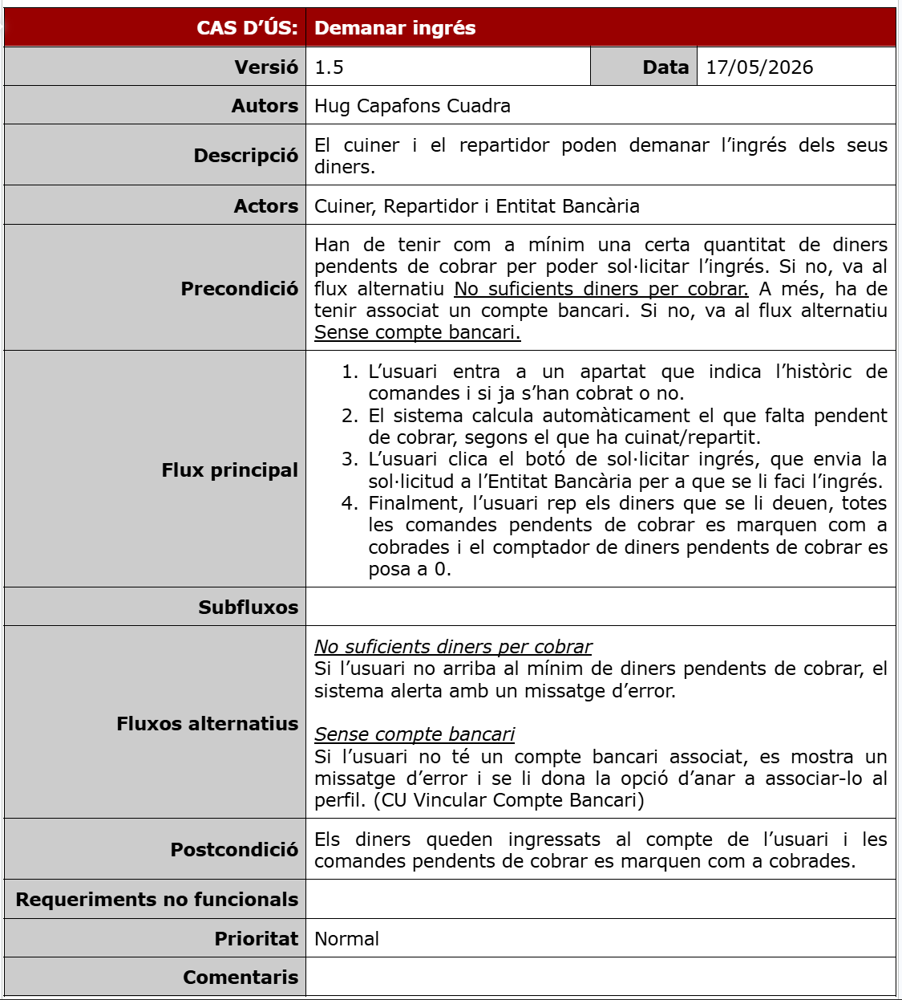 CAS D’ÚS: Demanar ingrés
Versió 1.5 Data 17/05/2026
Autors Hug Capafons Cuadra
Descripció
El cuiner i el repartidor poden demanar l’ingrés dels seus
diners.
Actors Cuiner, Repartidor i Entitat Bancària
Precondició
Han de tenir com a mínim una certa quantitat de diners
pendents de cobrar per poder sol·licitar l’ingrés. Si no, va al
flux alternatiu No suficients diners per cobrar. A més, ha de
tenir associat un compte bancari. Si no, va al flux alternatiu
Sense compte bancari.
Flux principal
1. L’usuari entra a un apartat que indica l’històric de
comandes i si ja s’han cobrat o no.
2. El sistema calcula automàticament el que falta pendent
de cobrar, segons el que ha cuinat/repartit.
3. L’usuari clica el botó de sol·licitar ingrés, que envia la
sol·licitud a l’Entitat Bancària per a que se li faci l’ingrés.
4. Finalment, l’usuari rep els diners que se li deuen, totes
les comandes pendents de cobrar es marquen com a
cobrades i el comptador de diners pendents de cobrar es
posa a 0.
Subfluxos
Fluxos alternatius
No suficients diners per cobrar
Si l’usuari no arriba al mínim de diners pendents de cobrar, el
sistema alerta amb un missatge d’error.
Sense compte bancari
Si l’usuari no té un compte bancari associat, es mostra un
missatge d’error i se li dona la opció d’anar a associar-lo al
perfil. (CU Vincular Compte Bancari)
Postcondició
Els diners queden ingressats al compte de l’usuari i les
comandes pendents de cobrar es marquen com a cobrades.
Requeriments no funcionals
Prioritat Normal
Comentaris